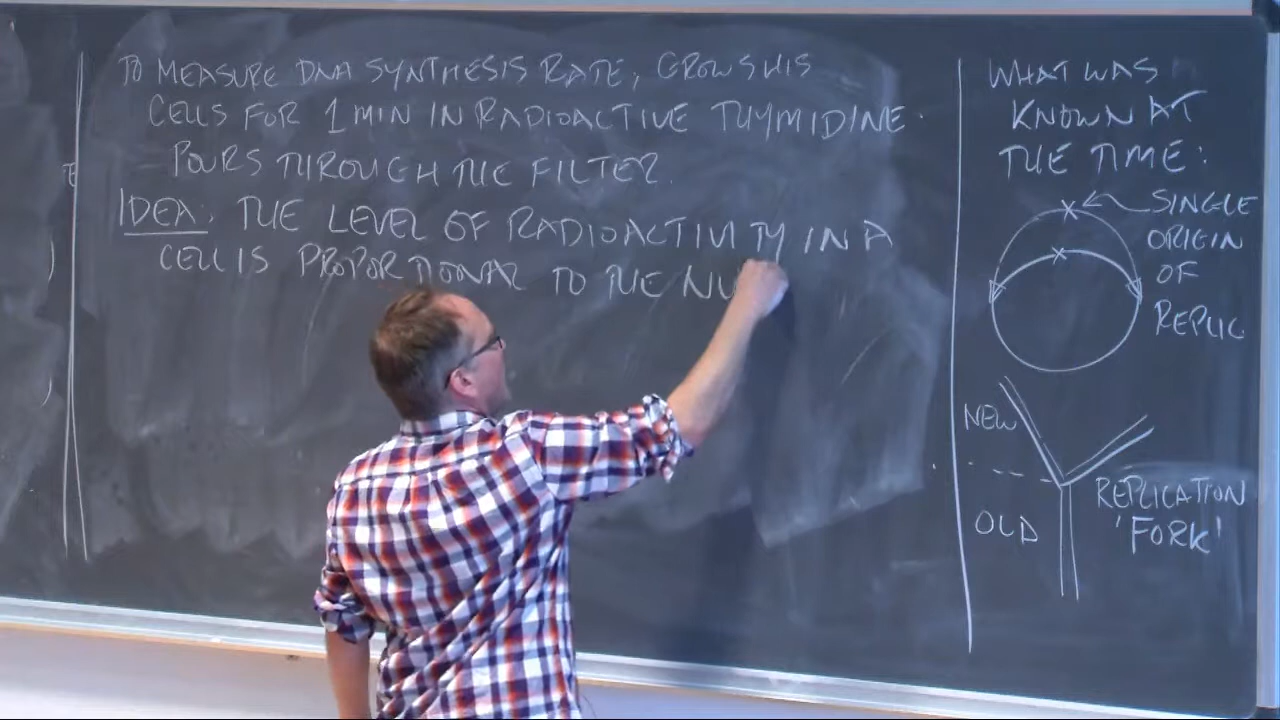 TO MEASURE DNA SYNTHESIS RATE, GROWS HIS
CELLS FOR 1 MIN IN RADIOACTIVE THYMIDINE.
POURS THROUGH THE FILTER.
IDEA: THE LEVEL OF RADIOACTIVITY IN A
CELL IS PROPORTIONAL TO THE NU
WHAT WAS
KNOWN AT
THE TIME:
SINGLE
ORIGIN
OF
REPLIC
NEW
OLD
REPLICATION
'FORK'